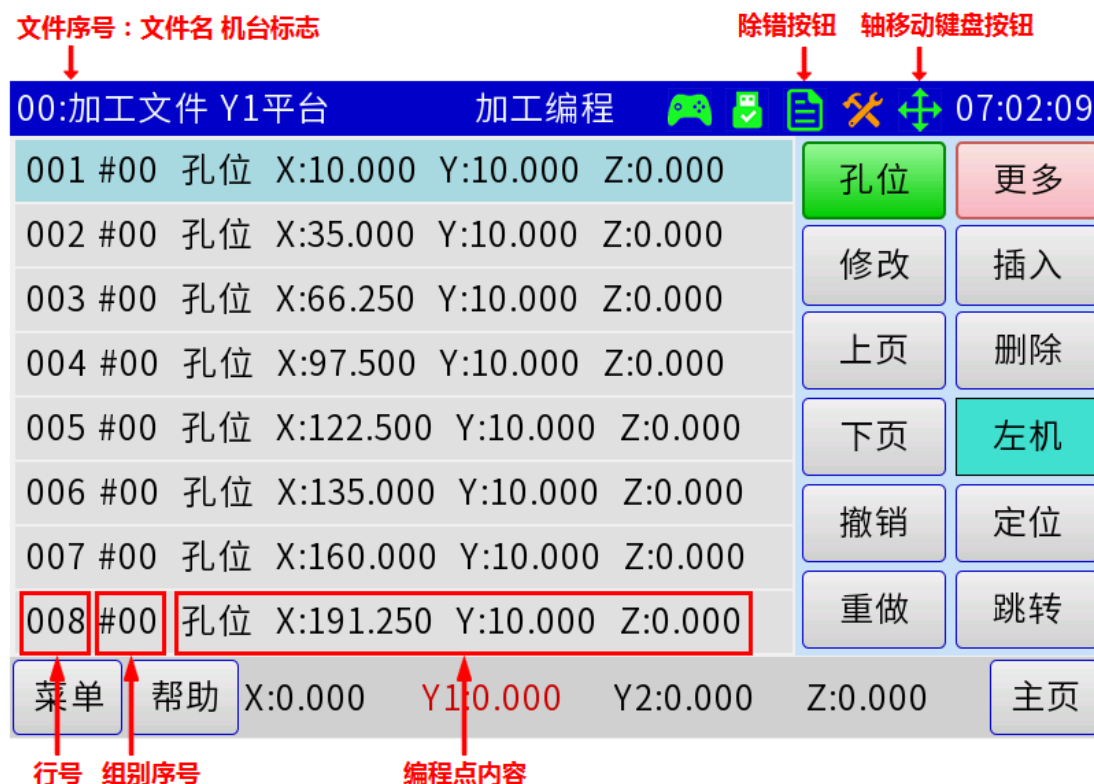 文件序号：文件名 机台标志
除错按钮 轴移动键盘按钮
00:加工文件 Y1平台 加工编程 07:02:09
001 #00 孔位 X:10.000 Y:10.000 Z:0.000
002 #00 孔位 X:35.000 Y:10.000 Z:0.000
003 #00 孔位 X:66.250 Y:10.000 Z:0.000
004 #00 孔位 X:97.500 Y:10.000 Z:0.000
005 #00 孔位 X:122.500 Y:10.000 Z:0.000
006 #00 孔位 X:135.000 Y:10.000 Z:0.000
007 #00 孔位 X:160.000 Y:10.000 Z:0.000
008 #00 孔位 X:191.250 Y:10.000 Z:0.000
孔位 更多
修改 插入
上页 删除
下页 左机
撤销 定位
重做 跳转
菜单 帮助 X:0.000 Y1:0.000 Y2:0.000 Z:0.000 主页
行号 组别序号 编程点内容